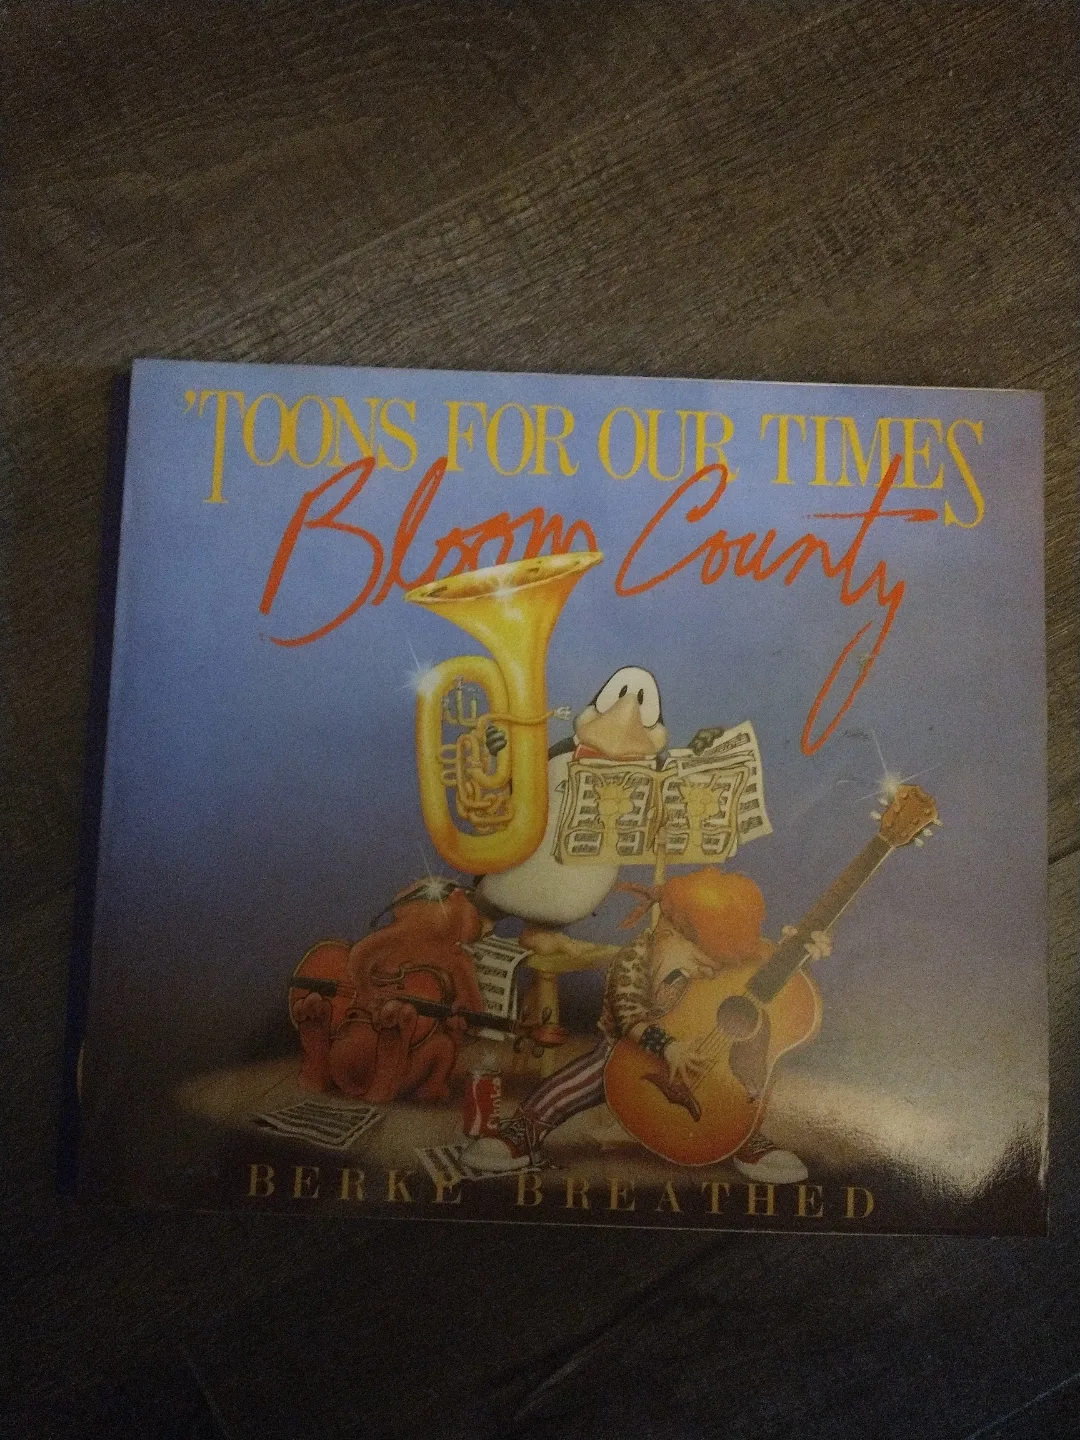 'TOONS FOR OUR TIMES
Bloom County
BERKE BREATHED